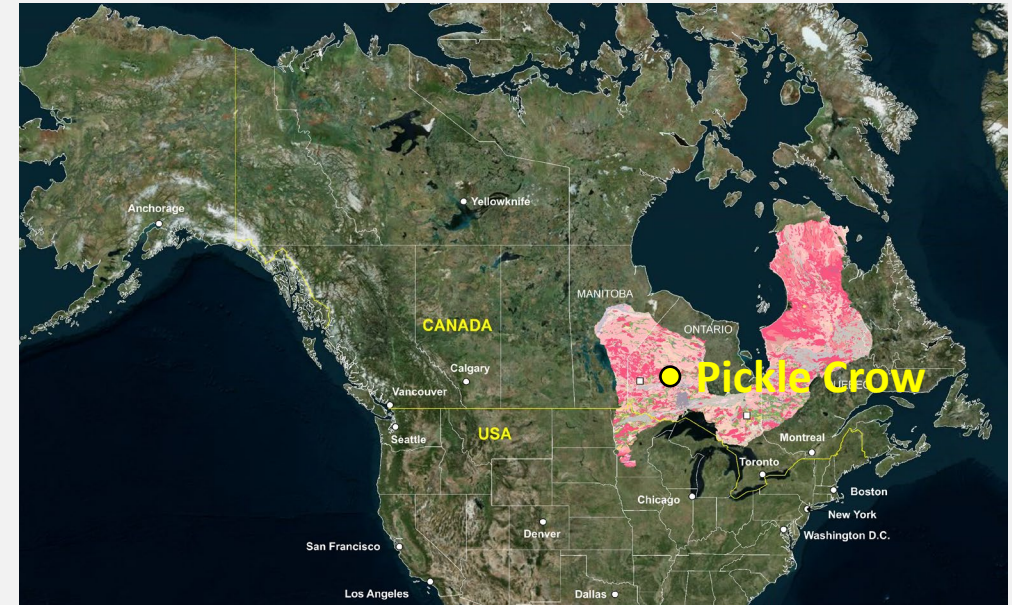 Anchorage
Yellowknife
MANITOBA
CANADA
ONTARIO
Calgary
Pickle Crow
Vancouver
Seattle
USA
Montreal
Toronto
Chicago
Boston
New York
Denver
Washington D.C.
San Francisco
Los Angeles
Dallas